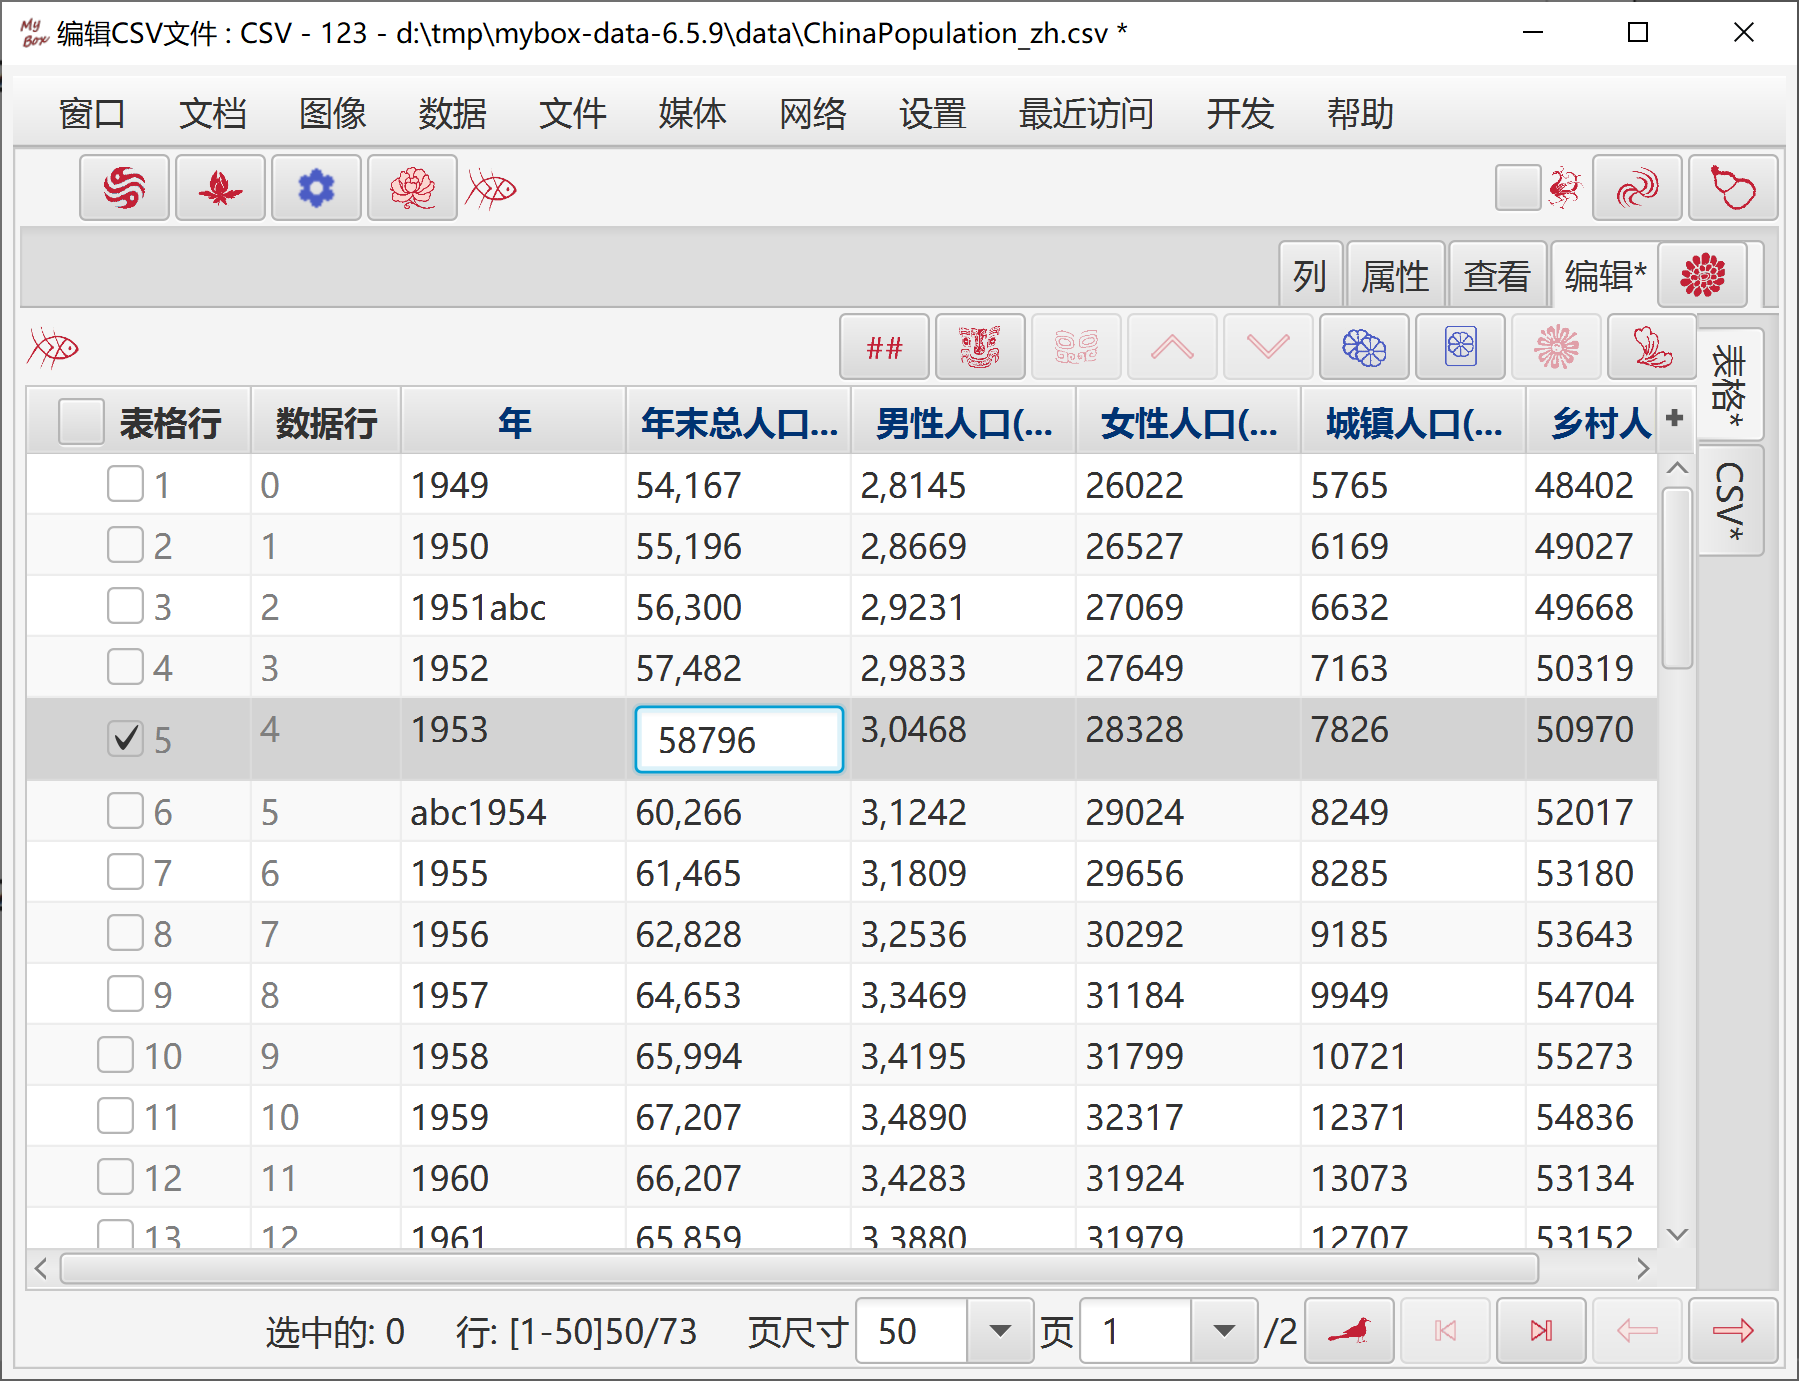 My Box 编辑CSV文件 : CSV - 123 - d:\tmp\mybox-data-6.5.9\data\ChinaPopulation_zh.csv *
窗口 文档 图像 数据 文件 媒体 网络 设置 最近访问 开发 帮助
列 属性 查看 编辑*
##
表格*
CSV*
表格行 数据行 年 年末总人口... 男性人口(... 女性人口(... 城镇人口(... 乡村人 +
1 0 1949 54,167 2,8145 26022 5765 48402
2 1 1950 55,196 2,8669 26527 6169 49027
3 2 1951abc 56,300 2,9231 27069 6632 49668
4 3 1952 57,482 2,9833 27649 7163 50319
5 4 1953 58796 3,0468 28328 7826 50970
6 5 abc1954 60,266 3,1242 29024 8249 52017
7 6 1955 61,465 3,1809 29656 8285 53180
8 7 1956 62,828 3,2536 30292 9185 53643
9 8 1957 64,653 3,3469 31184 9949 54704
10 9 1958 65,994 3,4195 31799 10721 55273
11 10 1959 67,207 3,4890 32317 12371 54836
12 11 1960 66,207 3,4283 31924 13073 53134
13 12 1961 65,859 3,3880 31979 12707 53152
选中的: 0 行: [1-50]50/73 页尺寸 50 页 1 /2